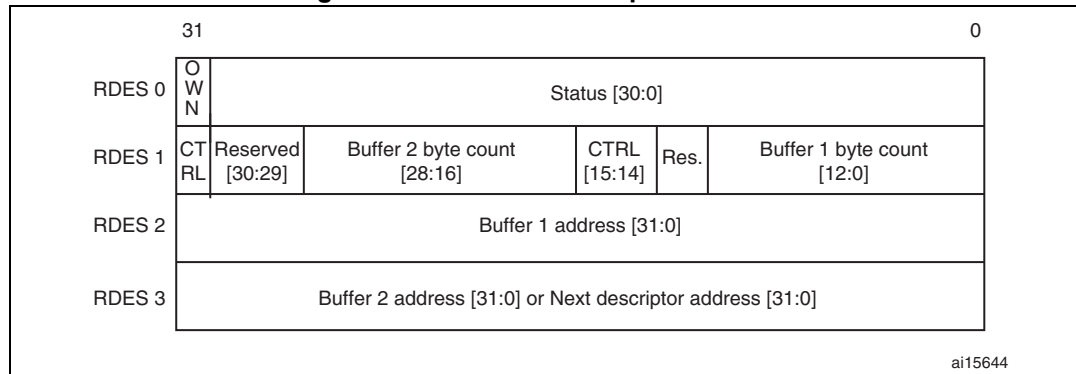 31 0
RDES 0
O
W
N
Status [30:0]
RDES 1
CT
RL
Reserved
[30:29]
Buffer 2 byte count
[28:16]
CTRL
[15:14]
Res.
Buffer 1 byte count
[12:0]
RDES 2
Buffer 1 address [31:0]
RDES 3
Buffer 2 address [31:0] or Next descriptor address [31:0]
ai15644